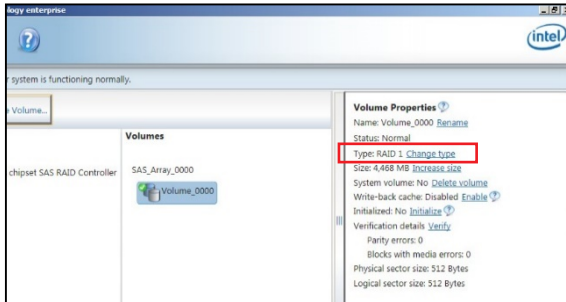 logy enterprise
intel
r system is functioning normally.
Volume...
Volumes
chipset SAS RAID Controller
SAS_Array_0000
Volume_0000
Volume Properties
Name: Volume_0000 Rename
Status: Normal
Type: RAID 1 Change type
Size: 4,468 MB Increase size
System volume: No Delete volume
Write-back cache: Disabled Enable
Initialized: No Initialize
Verification details Verify
Parity errors: 0
Blocks with media errors: 0
Physical sector size: 512 Bytes
Logical sector size: 512 Bytes